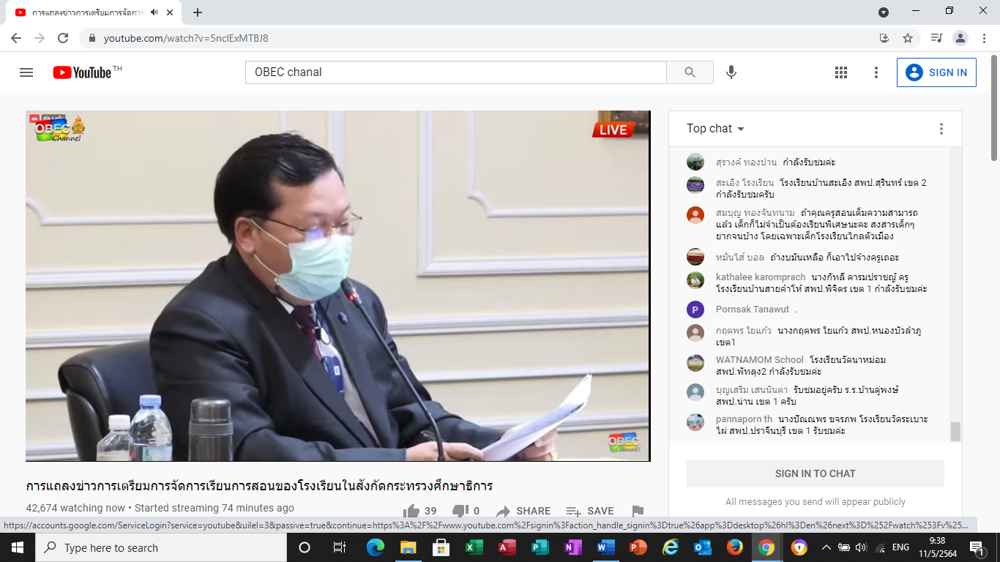 การแถลงข่าวการเตรียมการจัดการ
youtube.com/watch?v=5nclExMTBJ8
YouTube TH
OBEC chanal
SIGN IN
OBEC
Channel
LIVE
OBEC
Channel
Top chat
สุรางค์ ทองปาน กำลังรับชมค่ะ
สะเอิง โรงเรียน โรงเรียนบ้านสะเอิง สพป.สุรินทร์ เขต 2
กำลังรับชมครับ
สมบุญ ทองจันทนาม ถ้าคุณครูสอนเต็มความสามารถ
แล้ว เด็กก็ไม่จำเป็นต้องเรียนพิเศษนะคะ สงสารเด็กๆ
ยากจนบ้าง โดยเฉพาะเด็กโรงเรียนไกลตัวเมือง
หมั่นไส้ บอล ถ้างบมันเหลือ ก็เอาไปจ้างครูเถอะ
kathalee karomprach นางกัทลี คารมปราชญ์ ครู
โรงเรียนบ้านสายคำโห้ สพป.พิจิตร เขต 1 กำลังรับชมค่ะ
P
Pornsak Tanawut .
กฤตพร ใยแก้ว นางกฤตพร ใยแก้ว สพป.หนองบัวลำภู
เขต1
WATNAMOM School โรงเรียนวัดนาหม่อม
สพป.พัทลุง2 กำลังรับชมค่ะ
บุญเสริม เสนนันตา รับชมอยู่ครับ ร.ร.บ้านดู่พงษ์
สพป.น่าน เขต 1 ครับ
pannaporn th นางปัณณพร ขจรภพ โรงเรียนวัดระเบาะ
ไผ่ สพป.ปราจีนบุรี เขต 1 รับชมค่ะ
SIGN IN TO CHAT
All messages you send will appear publicly
การแถลงข่าวการเตรียมการจัดการเรียนการสอนของโรงเรียนในสังกัดกระทรวงศึกษาธิการ
42,674 watching now • Started streaming 74 minutes ago
39
0
SHARE
SAVE
https://accounts.google.com/ServiceLogin?service=youtube&uilel=3&passive=true&continue=https%3A%2F%2Fwww.youtube.com%2Fsignin%3Faction_handle_signin%3Dtrue%26app%3Ddesktop%26hl%3Den%26next%3D%252Fwatch%253Fv%25...
Type here to search
ENG
9:38
11/5/2564
1